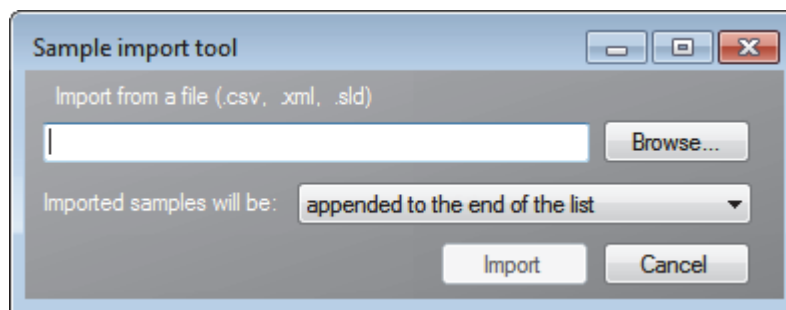 Sample import tool
Import from a file (.csv, .xml, .sld)
Browse...
Imported samples will be: appended to the end of the list
Import Cancel